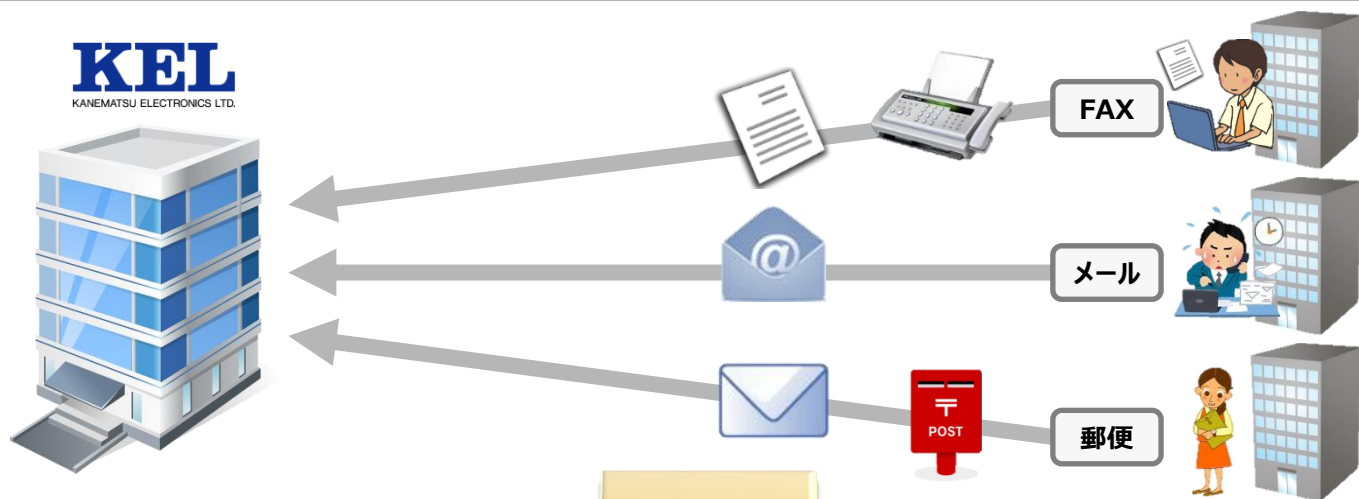 KEL
KANEMATSU ELECTRONICS LTD.
FAX
@
メール
〒
POST
郵便